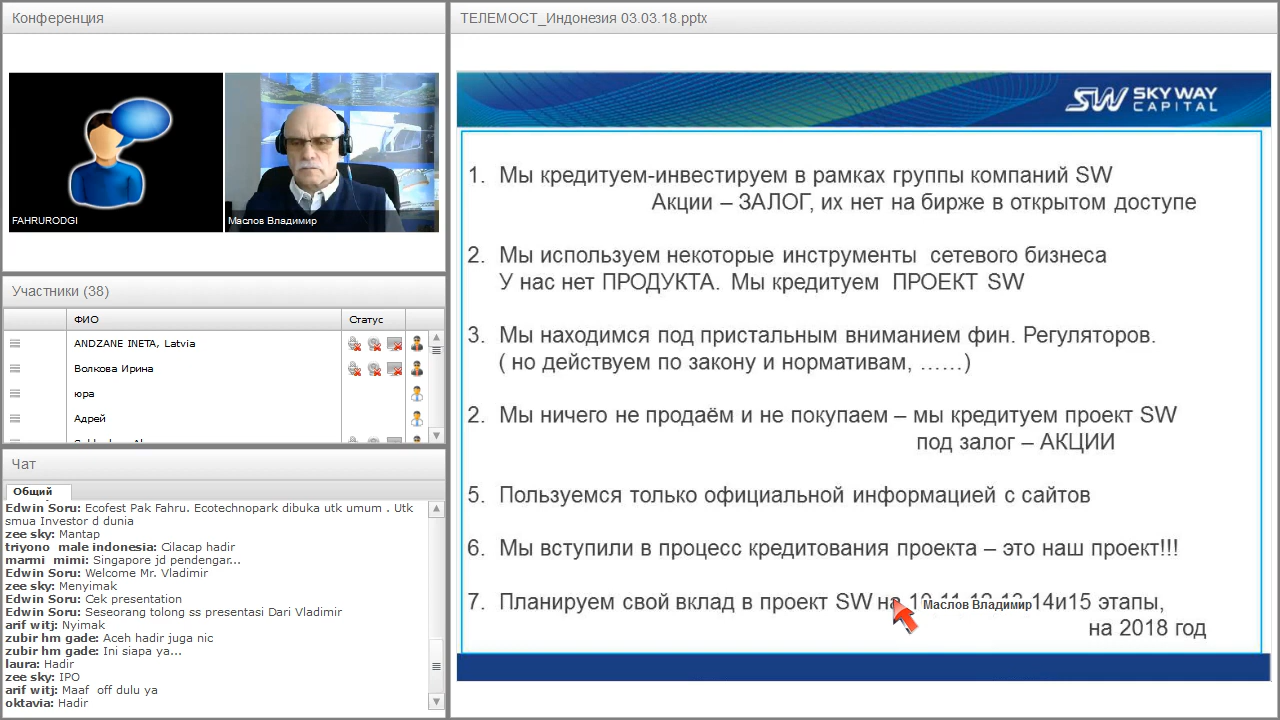 Конференция
FAHRURODGI
Маслов Владимир
Участники (38)
ФИО
Статус
ANDZANE INETA, Latvia
Волкова Ирина
юра
Адрей
Чат
Общий
Edwin Soru: Ecofest Pak Fahru. Ecotechnopark dibuka utk umum . Utk
smua Investor d dunia
zee sky: Mantap
triyono male indonesia: Cilacap hadir
marmi mimi: Singapore jd pendengar...
Edwin Soru: Welcome Mr. Vladimir
zee sky: Menyimak
Edwin Soru: Cek presentation
Edwin Soru: Seseorang tolong ss presentasi Dari Vladimir
arif witj: Nyimak
zubir hm gade: Aceh hadir juga nic
zubir hm gade: Ini siapa ya...
laura: Hadir
zee sky: IPO
arif witj: Maaf off dulu ya
oktavia: Hadir
ТЕЛЕМОСТ_Индонезия 03.03.18.pptx
SW SKY WAY
CAPITAL
1. Мы кредитуем-инвестируем в рамках группы компаний SW
Акции – ЗАЛОГ, их нет на бирже в открытом доступе
2. Мы используем некоторые инструменты сетевого бизнеса
У нас нет ПРОДУКТА. Мы кредитуем ПРОЕКТ SW
3. Мы находимся под пристальным вниманием фин. Регуляторов.
( но действуем по закону и нормативам, ……)
2. Мы ничего не продаём и не покупаем – мы кредитуем проект SW
под залог – АКЦИИ
5. Пользуемся только официальной информацией с сайтов
6. Мы вступили в процесс кредитования проекта – это наш проект!!!
7. Планируем свой вклад в проект SW на 14и15 этапы,
Маслов Владимир
на 2018 год